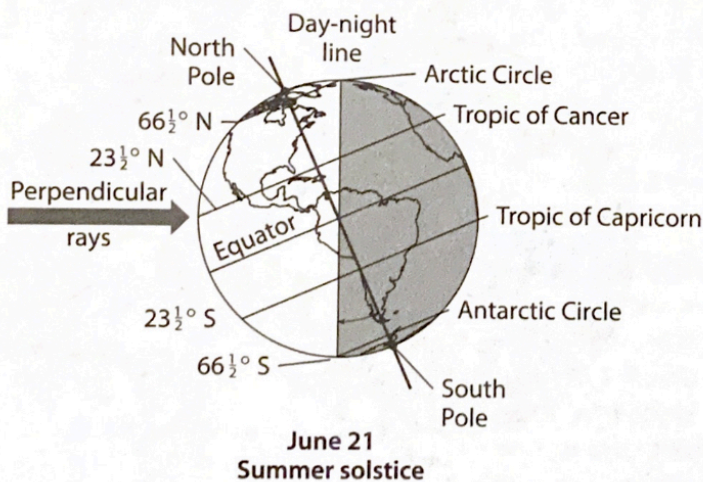 Day-night
line
North
Pole
Arctic Circle
66½° N
Tropic of Cancer
23½° N
Perpendicular
rays
Equator
Tropic of Capricorn
23½° S
Antarctic Circle
66½° S
South
Pole
June 21
Summer solstice